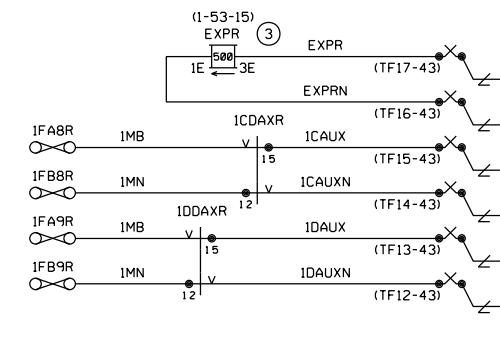 (1-53-15)
EXPR
3
500
1E
3E
EXPR
(TF17-43)
EXPRN
(TF16-43)
1CDAXR
1FA8R
1MB
V
15
1CAUX
(TF15-43)
1FB8R
1MN
12
V
1CAUXN
(TF14-43)
1DDAXR
1FA9R
1MB
V
15
1DAUX
(TF13-43)
1FB9R
1MN
12
V
1DAUXN
(TF12-43)